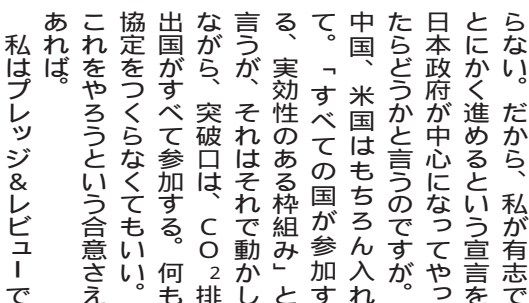 らない。だから、私が有志で
とにかく進めるという宣言を
日本政府が中心になってやっ
たらどうかと言うのですが。
中国、米国はもちろん入れ
て。「すべての国が参加す
る、実効性のある枠組み」と
言うが、それはそれで動かし
ながら、突破口は、CO2排
出国がすべて参加する。何も
協定をつくらなくてもいい。
これをやろうという合意さえ
あれば。
私はプレッジ&レビューで